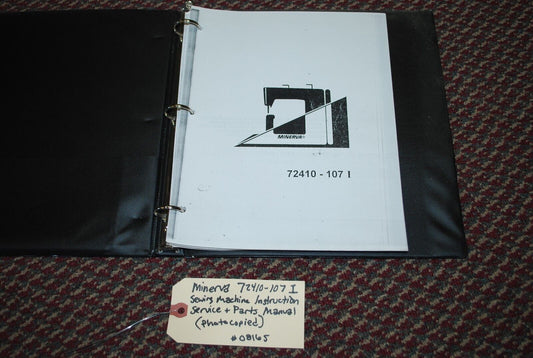 MINERVA
72410 - 107 I
Minerva 72410-107 I
Sewing Machine Instruction
Service + Parts Manual
(photocopied)
#08165